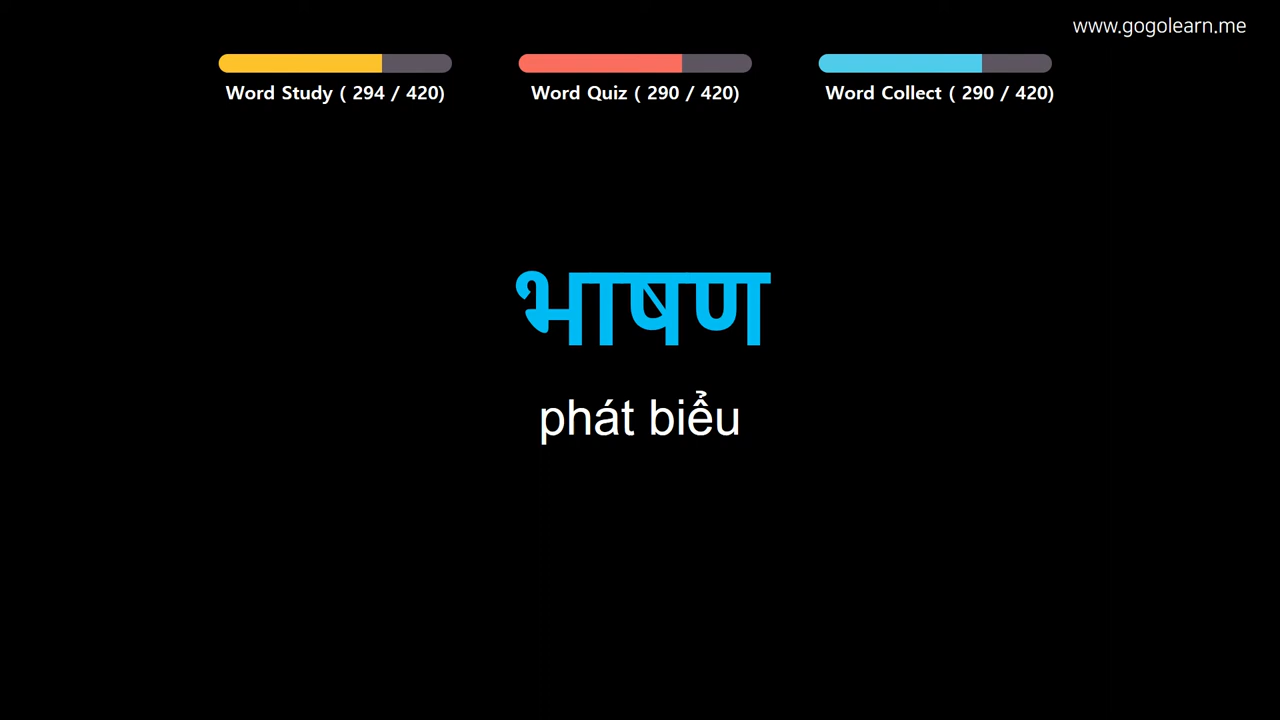 www.gogolearn.me
Word Study ( 294 / 420)
Word Quiz ( 290 / 420)
Word Collect ( 290 / 420)
भाषण
phát biểu